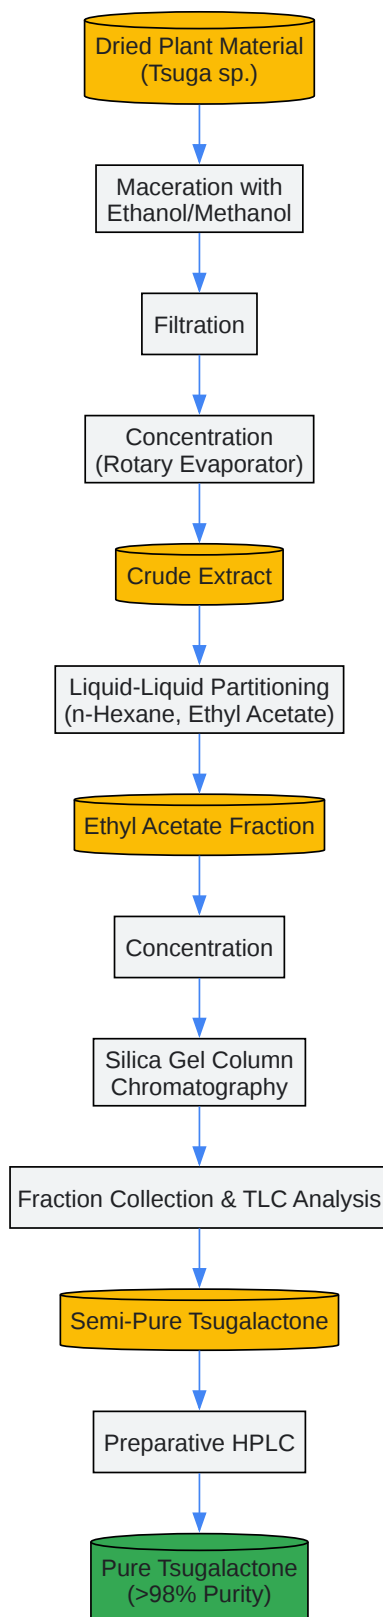 Dried Plant Material
(Tsuga sp.)
Maceration with
Ethanol/Methanol
Filtration
Concentration
(Rotary Evaporator)
Crude Extract
Liquid-Liquid Partitioning
(n-Hexane, Ethyl Acetate)
Ethyl Acetate Fraction
Concentration
Silica Gel Column
Chromatography
Fraction Collection & TLC Analysis
Semi-Pure Tsugalactone
Preparative HPLC
Pure Tsugalactone
(>98% Purity)